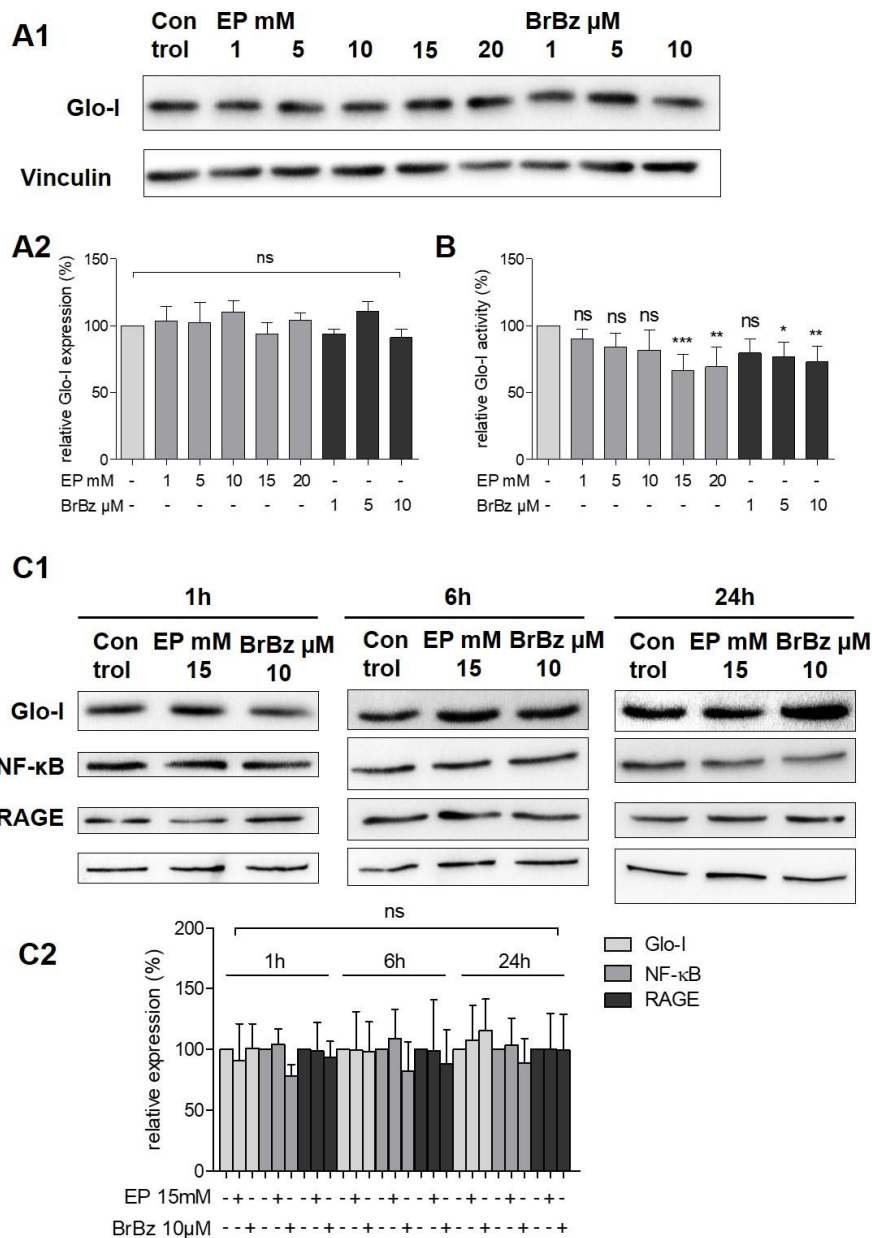 A1
Con trol EP mM BrBz µM
1 5 10 15 20 1 5 10
Glo-I
Vinculin
A2
relative Glo-I expression (%)
150
100
50
0
ns
EP mM - 1 5 10 15 20 - - -
BrBz µM - - - - - - 1 5 10
B
relative Glo-I activity (%)
150
100
50
0
ns ns ns *** ** ns * **
EP mM - 1 5 10 15 20 - - -
BrBz µM - - - - - - 1 5 10
C1
1h
Con EP mM BrBz µM
trol 15 10
6h
Con EP mM BrBz µM
trol 15 10
24h
Con EP mM BrBz µM
trol 15 10
Glo-I
NF-κB
RAGE
C2
relative expression (%)
200
150
100
50
0
ns
1h 6h 24h
Glo-I
NF-κB
RAGE
EP 15mM - + - - + - - + - - + - - + - - + - - + - - + - - + -
BrBz 10µM - - + - - + - - + - - + - - + - - + - - + - - + - - +